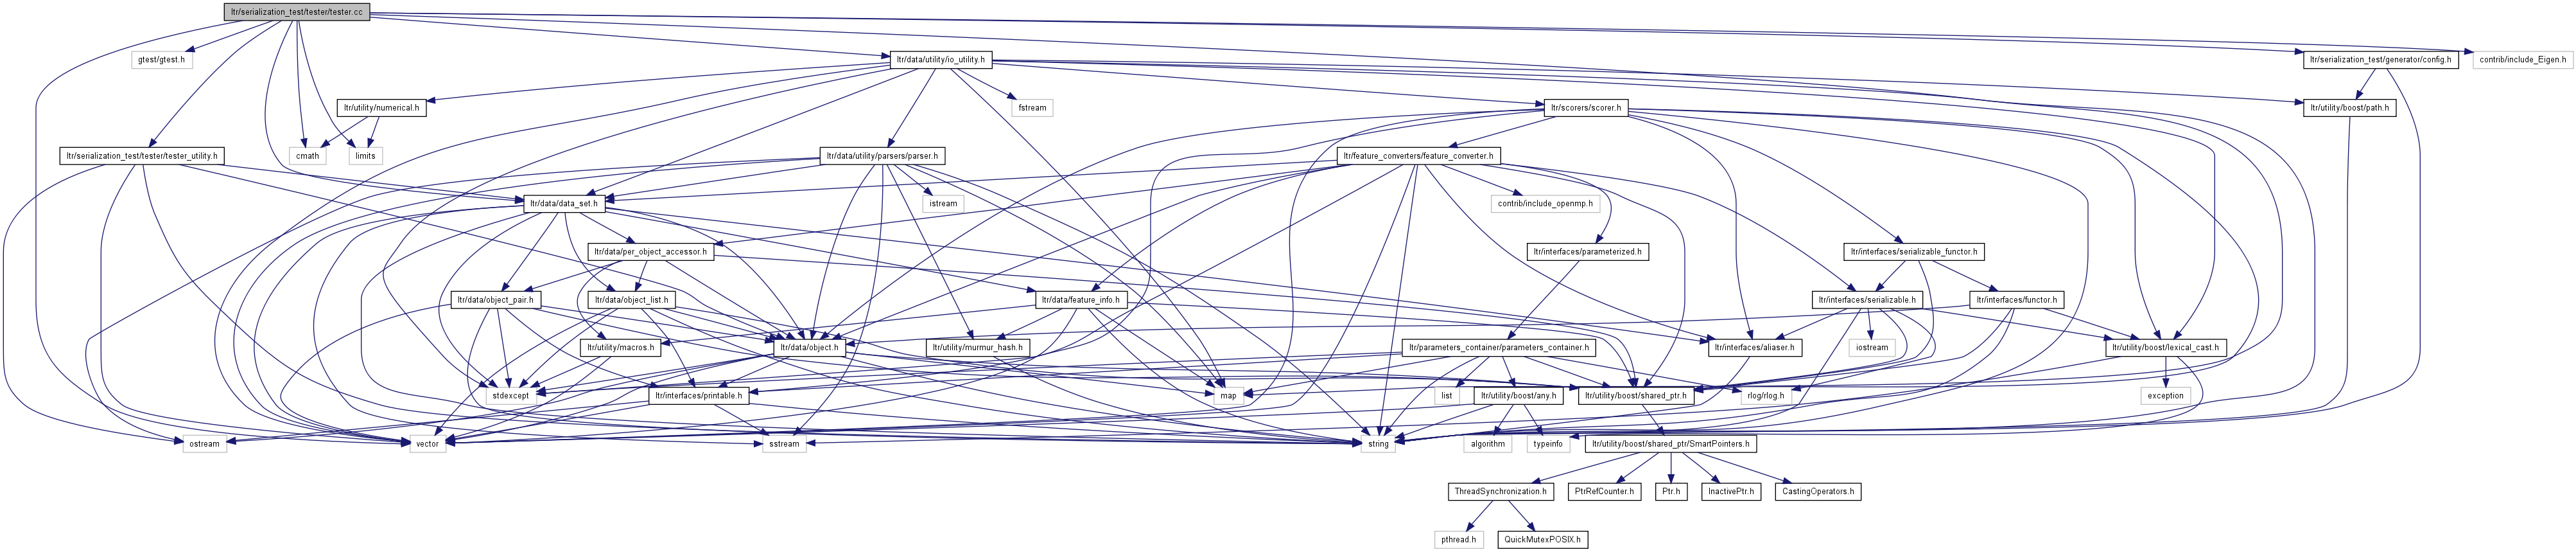 ltr/serialization_test/tester/tester.cc
gtest/gtest.h
ltr/data/utility/io_utility.h
ltr/serialization_test/generator/config.h
contrib/include_Eigen.h
ltr/utility/numerical.h
fstream
ltr/scorers/scorer.h
ltr/utility/boost/path.h
ltr/serialization_test/tester/tester_utility.h
cmath
limits
ltr/data/utility/parsers/parser.h
ltr/feature_converters/feature_converter.h
ltr/data/data_set.h
istream
contrib/include_openmp.h
ltr/data/per_object_accessor.h
ltr/interfaces/parameterized.h
ltr/interfaces/serializable_functor.h
ltr/data/object_pair.h
ltr/data/object_list.h
ltr/data/feature_info.h
ltr/interfaces/serializable.h
ltr/interfaces/functor.h
ltr/utility/macros.h
ltr/data/object.h
ltr/utility/murmur_hash.h
ltr/parameters_container/parameters_container.h
ltr/interfaces/aliaser.h
iostream
ltr/utility/boost/lexical_cast.h
stdexcept
ltr/interfaces/printable.h
map
list
ltr/utility/boost/any.h
ltr/utility/boost/shared_ptr.h
rlog/rlog.h
exception
ostream
vector
sstream
string
algorithm
typeinfo
ltr/utility/boost/shared_ptr/SmartPointers.h
ThreadSynchronization.h
PtrRefCounter.h
Ptr.h
InactivePtr.h
CastingOperators.h
pthread.h
QuickMutexPOSIX.h